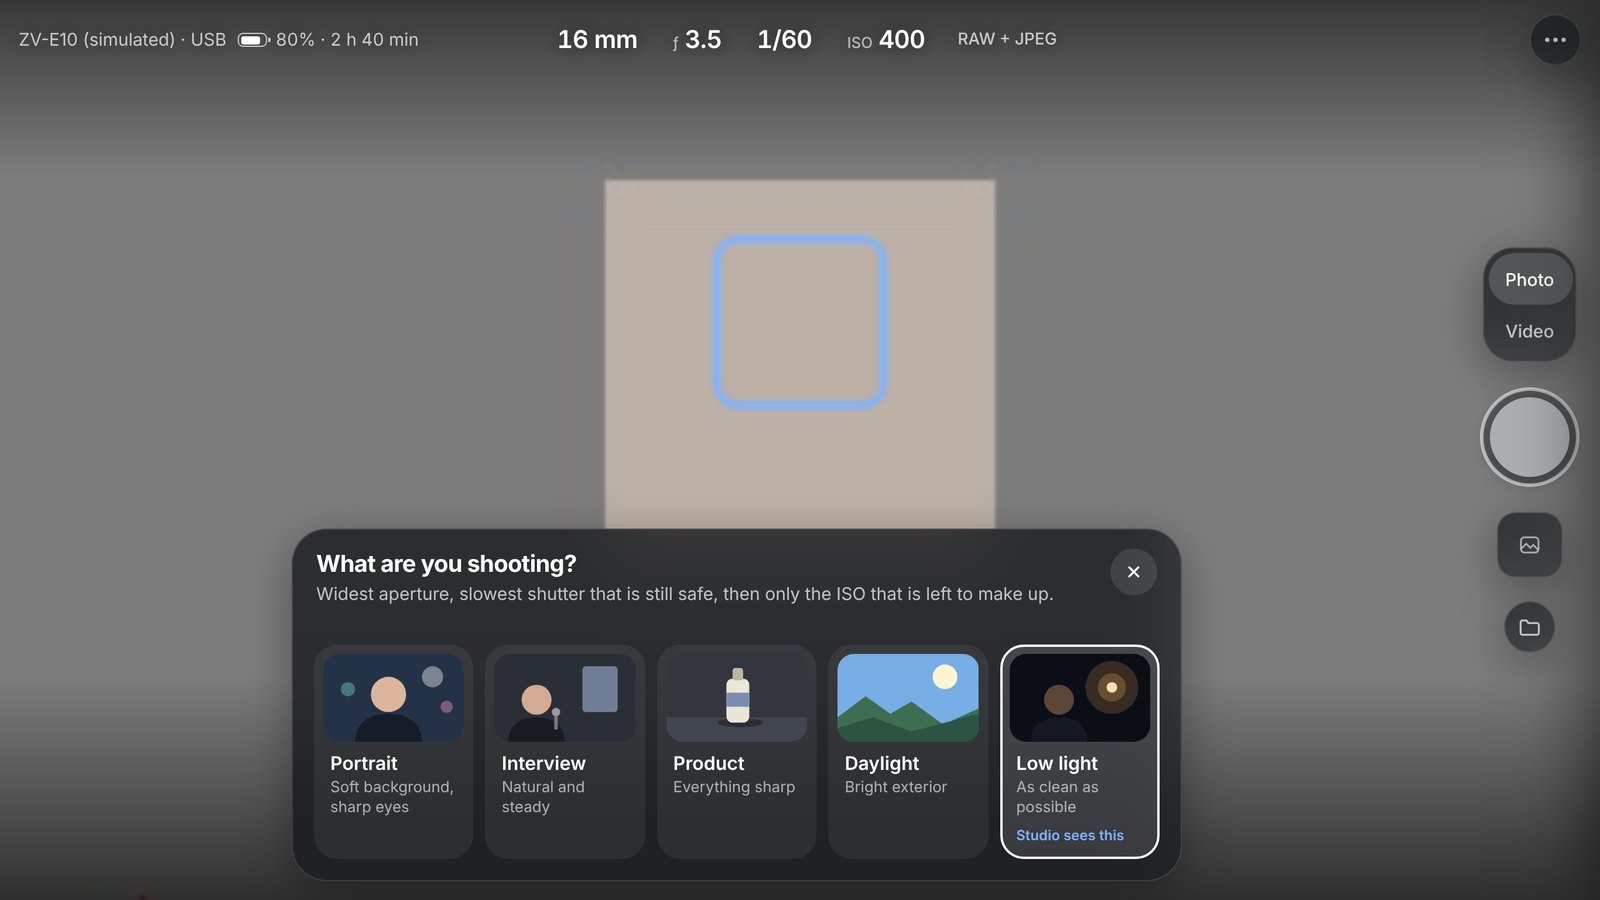 ZV-E10 (simulated) · USB 80% · 2 h 40 min
16 mm ƒ 3.5 1/60 ISO 400 RAW + JPEG
Photo
Video
What are you shooting?
Widest aperture, slowest shutter that is still safe, then only the ISO that is left to make up.
Portrait
Soft background,
sharp eyes
Interview
Natural and
steady
Product
Everything sharp
Daylight
Bright exterior
Low light
As clean as
possible
Studio sees this